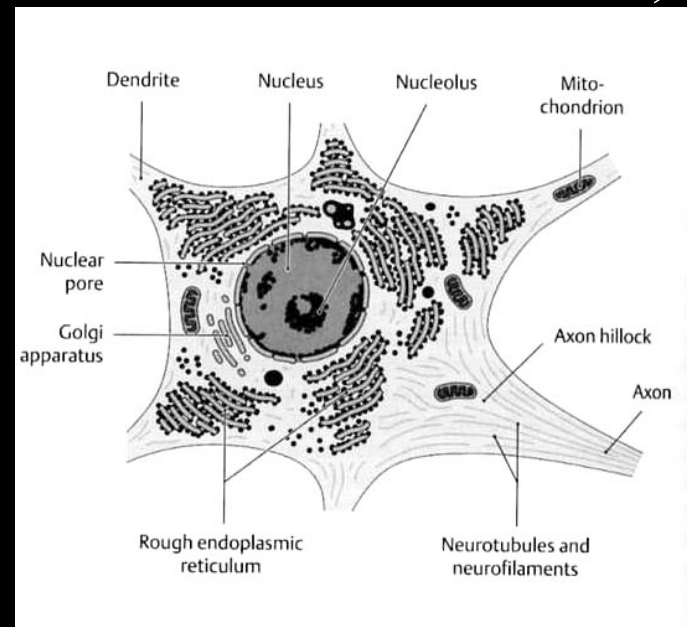 Dendrite
Nucleus
Nucleolus
Mito-
chondrion
Nuclear
pore
Golgi
apparatus
Axon hillock
Axon
Rough endoplasmic
reticulum
Neurotubules and
neurofilaments